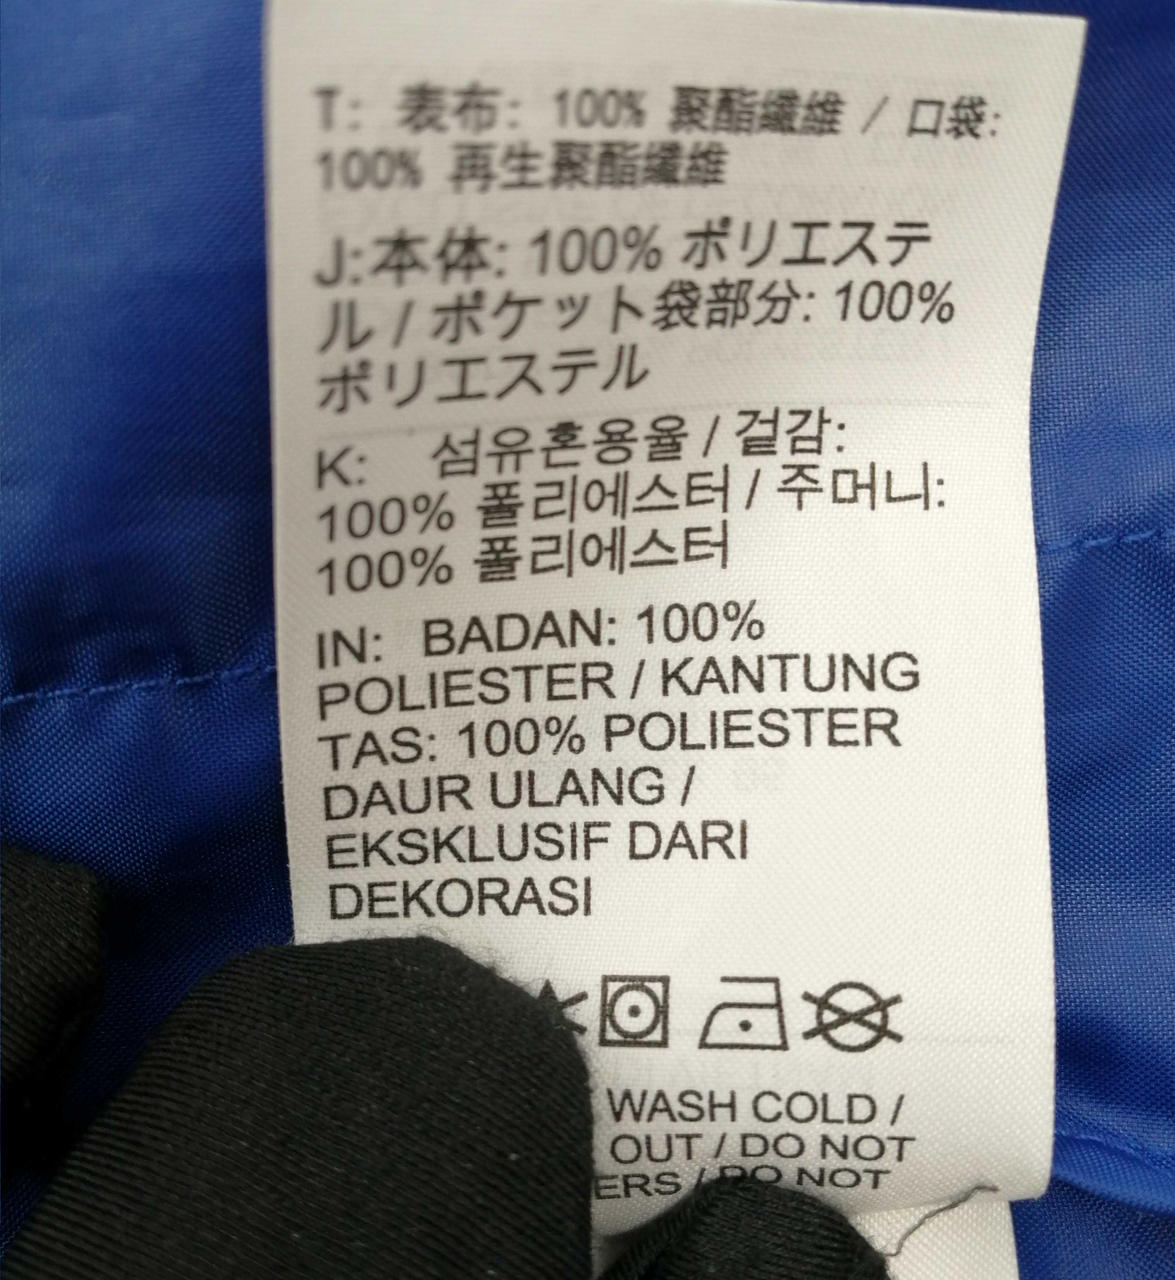 T: 表布: 100% 聚酯纖維 / 口袋:
100% 再生聚酯纖維
J:本体: 100% ポリエステ
ル / ポケット袋部分: 100%
ポリエステル
K: 섬유혼용율 / 겉감:
100% 폴리에스터 / 주머니:
100% 폴리에스터
IN: BADAN: 100%
POLIESTER / KANTUNG
TAS: 100% POLIESTER
DAUR ULANG /
EKSKLUSIF DARI
DEKORASI
WASH COLD /
OUT / DO NOT
ERS / DO NOT